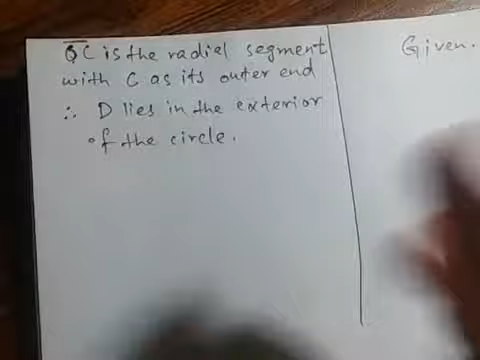 QC is the radial segment
with C as its outer end
∴ D lies in the exterior
of the circle.
Given.